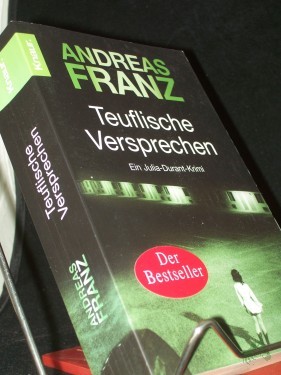 ANDREAS
FRANZ
Teuflische
Versprechen
Ein Julia-Durant-Krimi
Der
Bestseller
Teuflische
Versprechen
ANDREAS
FRANZ